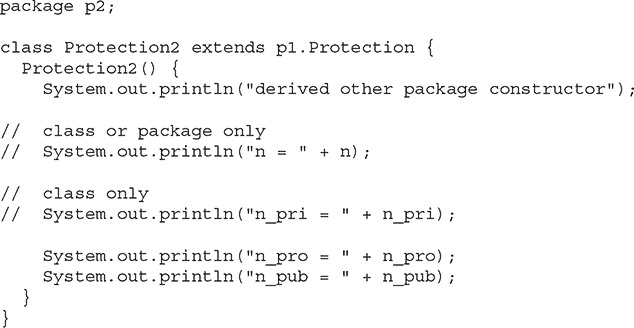 package p2;

class Protection2 extends p1.Protection {
  Protection2() {
    System.out.println("derived other package constructor");

//  class or package only
//  System.out.println("n = " + n);

//  class only
//  System.out.println("n_pri = " + n_pri);

    System.out.println("n_pro = " + n_pro);
    System.out.println("n_pub = " + n_pub);
  }
}